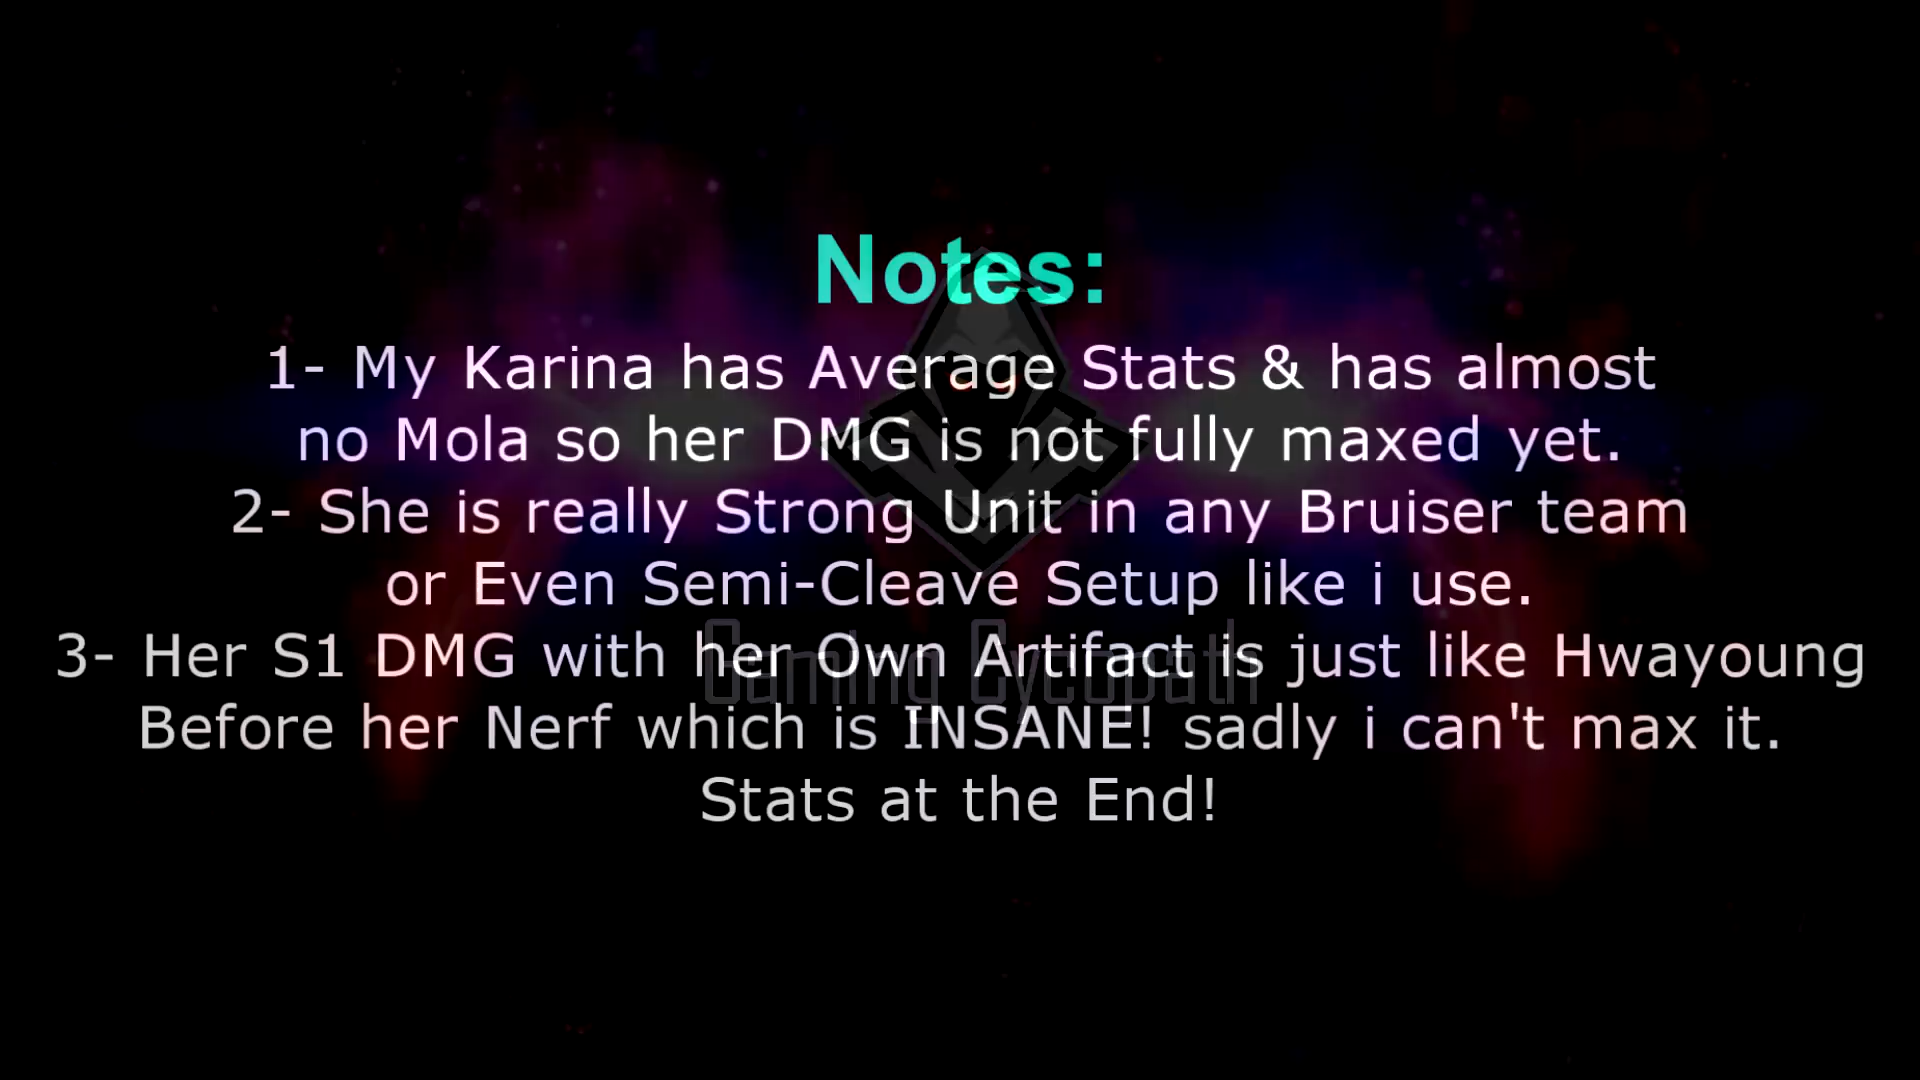 Notes:
1- My Karina has Average Stats & has almost
no Mola so her DMG is not fully maxed yet.
2- She is really Strong Unit in any Bruiser team
or Even Semi-Cleave Setup like i use.
3- Her S1 DMG with her Own Artifact is just like Hwayoung
Before her Nerf which is INSANE! sadly i can't max it.
Stats at the End!
Gaming Cycopath